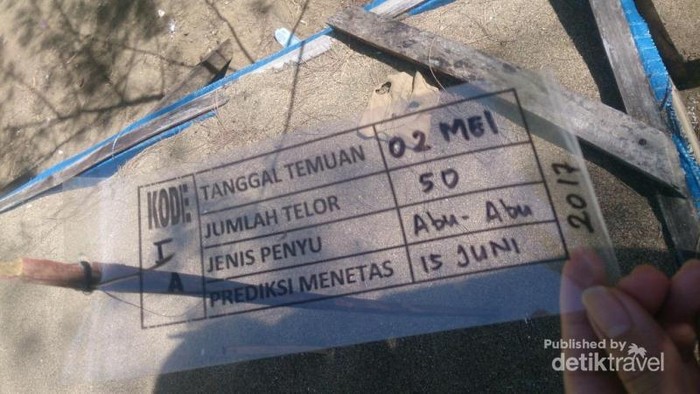 KODE
I
A
TANGGAL TEMUAN 02 MEI
JUMLAH TELOR 50
JENIS PENYU Abu-Abu
PREDIKSI MENETAS 15 JUNI
2017
Published by
detiktravel